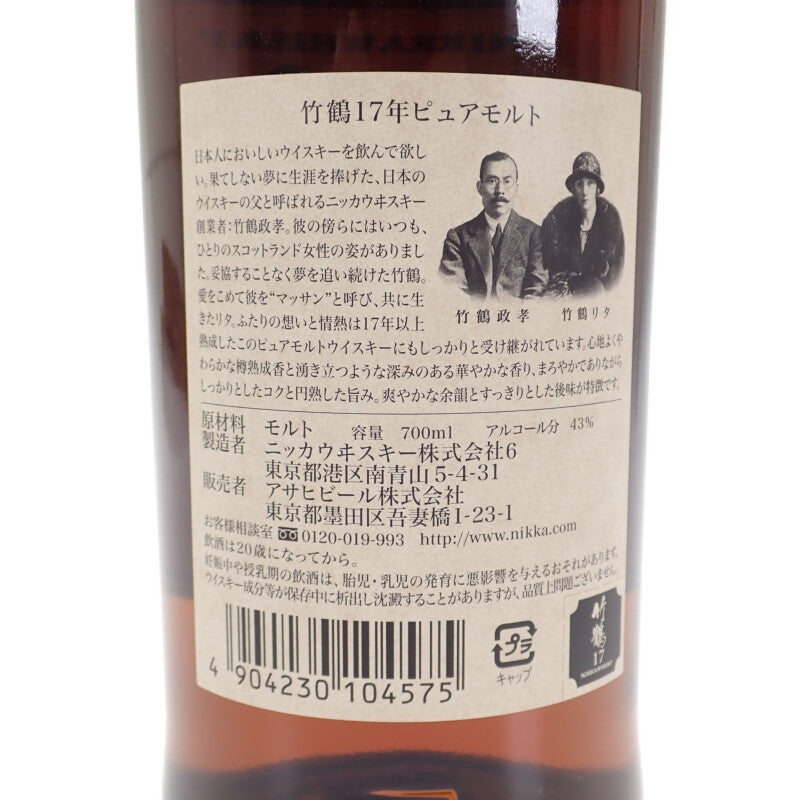 竹鶴17年ピュアモルト
日本人においしいウイスキーを飲んで欲し
い。果てしない夢に生涯を捧げた、日本の
ウイスキーの父と呼ばれるニッカウヰスキー
創業者：竹鶴政孝。彼の傍らにはいつも、
ひとりのスコットランド女性の姿がありまし
た。妥協することなく夢を追い続けた竹鶴。
愛をこめて彼を“マッサン”と呼び、共に生
きたリタ。ふたりの想いと情熱は17年以上
熟成したこのピュアモルトウイスキーにもしっかりと受け継がれています。心地よくや
わらかな樽熟成香と湧き立つような深みのある華やかな香り、まろやかでありながら
しっかりとしたコクと円熟した旨み。爽やかな余韻とすっきりとした後味が特徴です。
竹鶴政孝 竹鶴リタ
原材料 モルト 容量 700ml アルコール分 43%
製造者 ニッカウヰスキー株式会社6
東京都港区南青山5-4-31
販売者 アサヒビール株式会社
東京都墨田区吾妻橋1-23-1
お客様相談室 0120-019-993 http://www.nikka.com
飲酒は20歳になってから。
妊娠中や授乳期の飲酒は、胎児・乳児の発育に悪影響を与えるおそれがあります。
ウイスキー成分等が保存中に析出し沈澱することがありますが、品質上問題ございません。
4 904230 104575
プラ
キャップ
竹鶴
17
NIKKA WHISKY